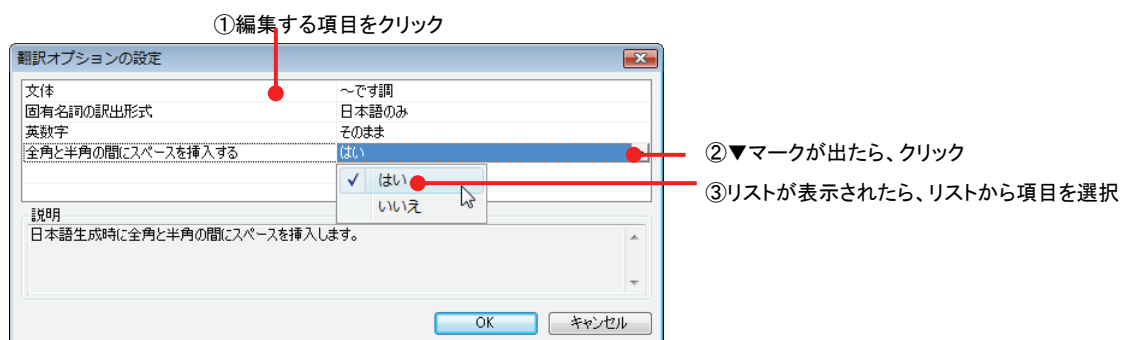 ①編集する項目をクリック
翻訳オプションの設定
文体 ～です調
固有名詞の訳出形式 日本語のみ
英数字 そのまま
全角と半角の間にスペースを挿入する はい
②▼マークが出たら、クリック
✓ はい
③リストが表示されたら、リストから項目を選択
いいえ
説明
日本語生成時に全角と半角の間にスペースを挿入します。
OK キャンセル